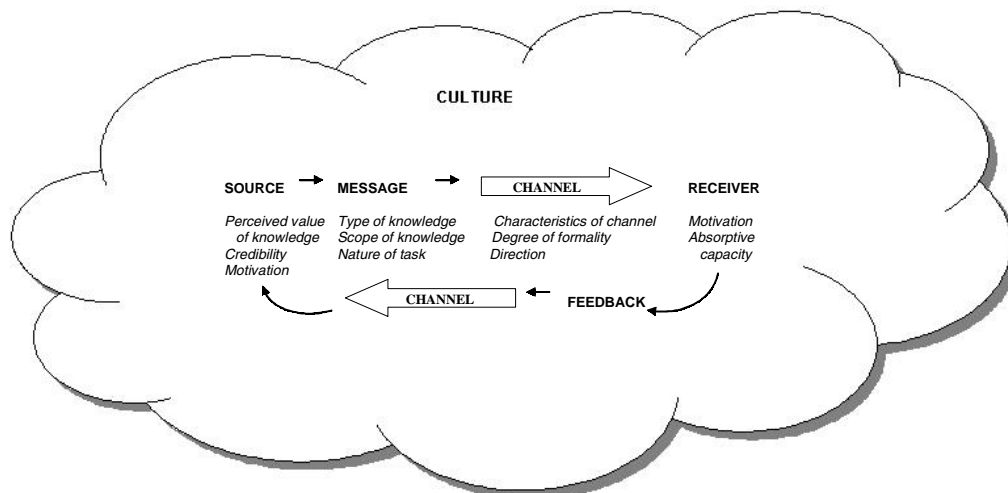 CULTURE
SOURCE
MESSAGE
CHANNEL
RECEIVER
Perceived value
of knowledge
Credibility
Motivation
Type of knowledge
Scope of knowledge
Nature of task
Characteristics of channel
Degree of formality
Direction
Motivation
Absorptive
capacity
CHANNEL
FEEDBACK